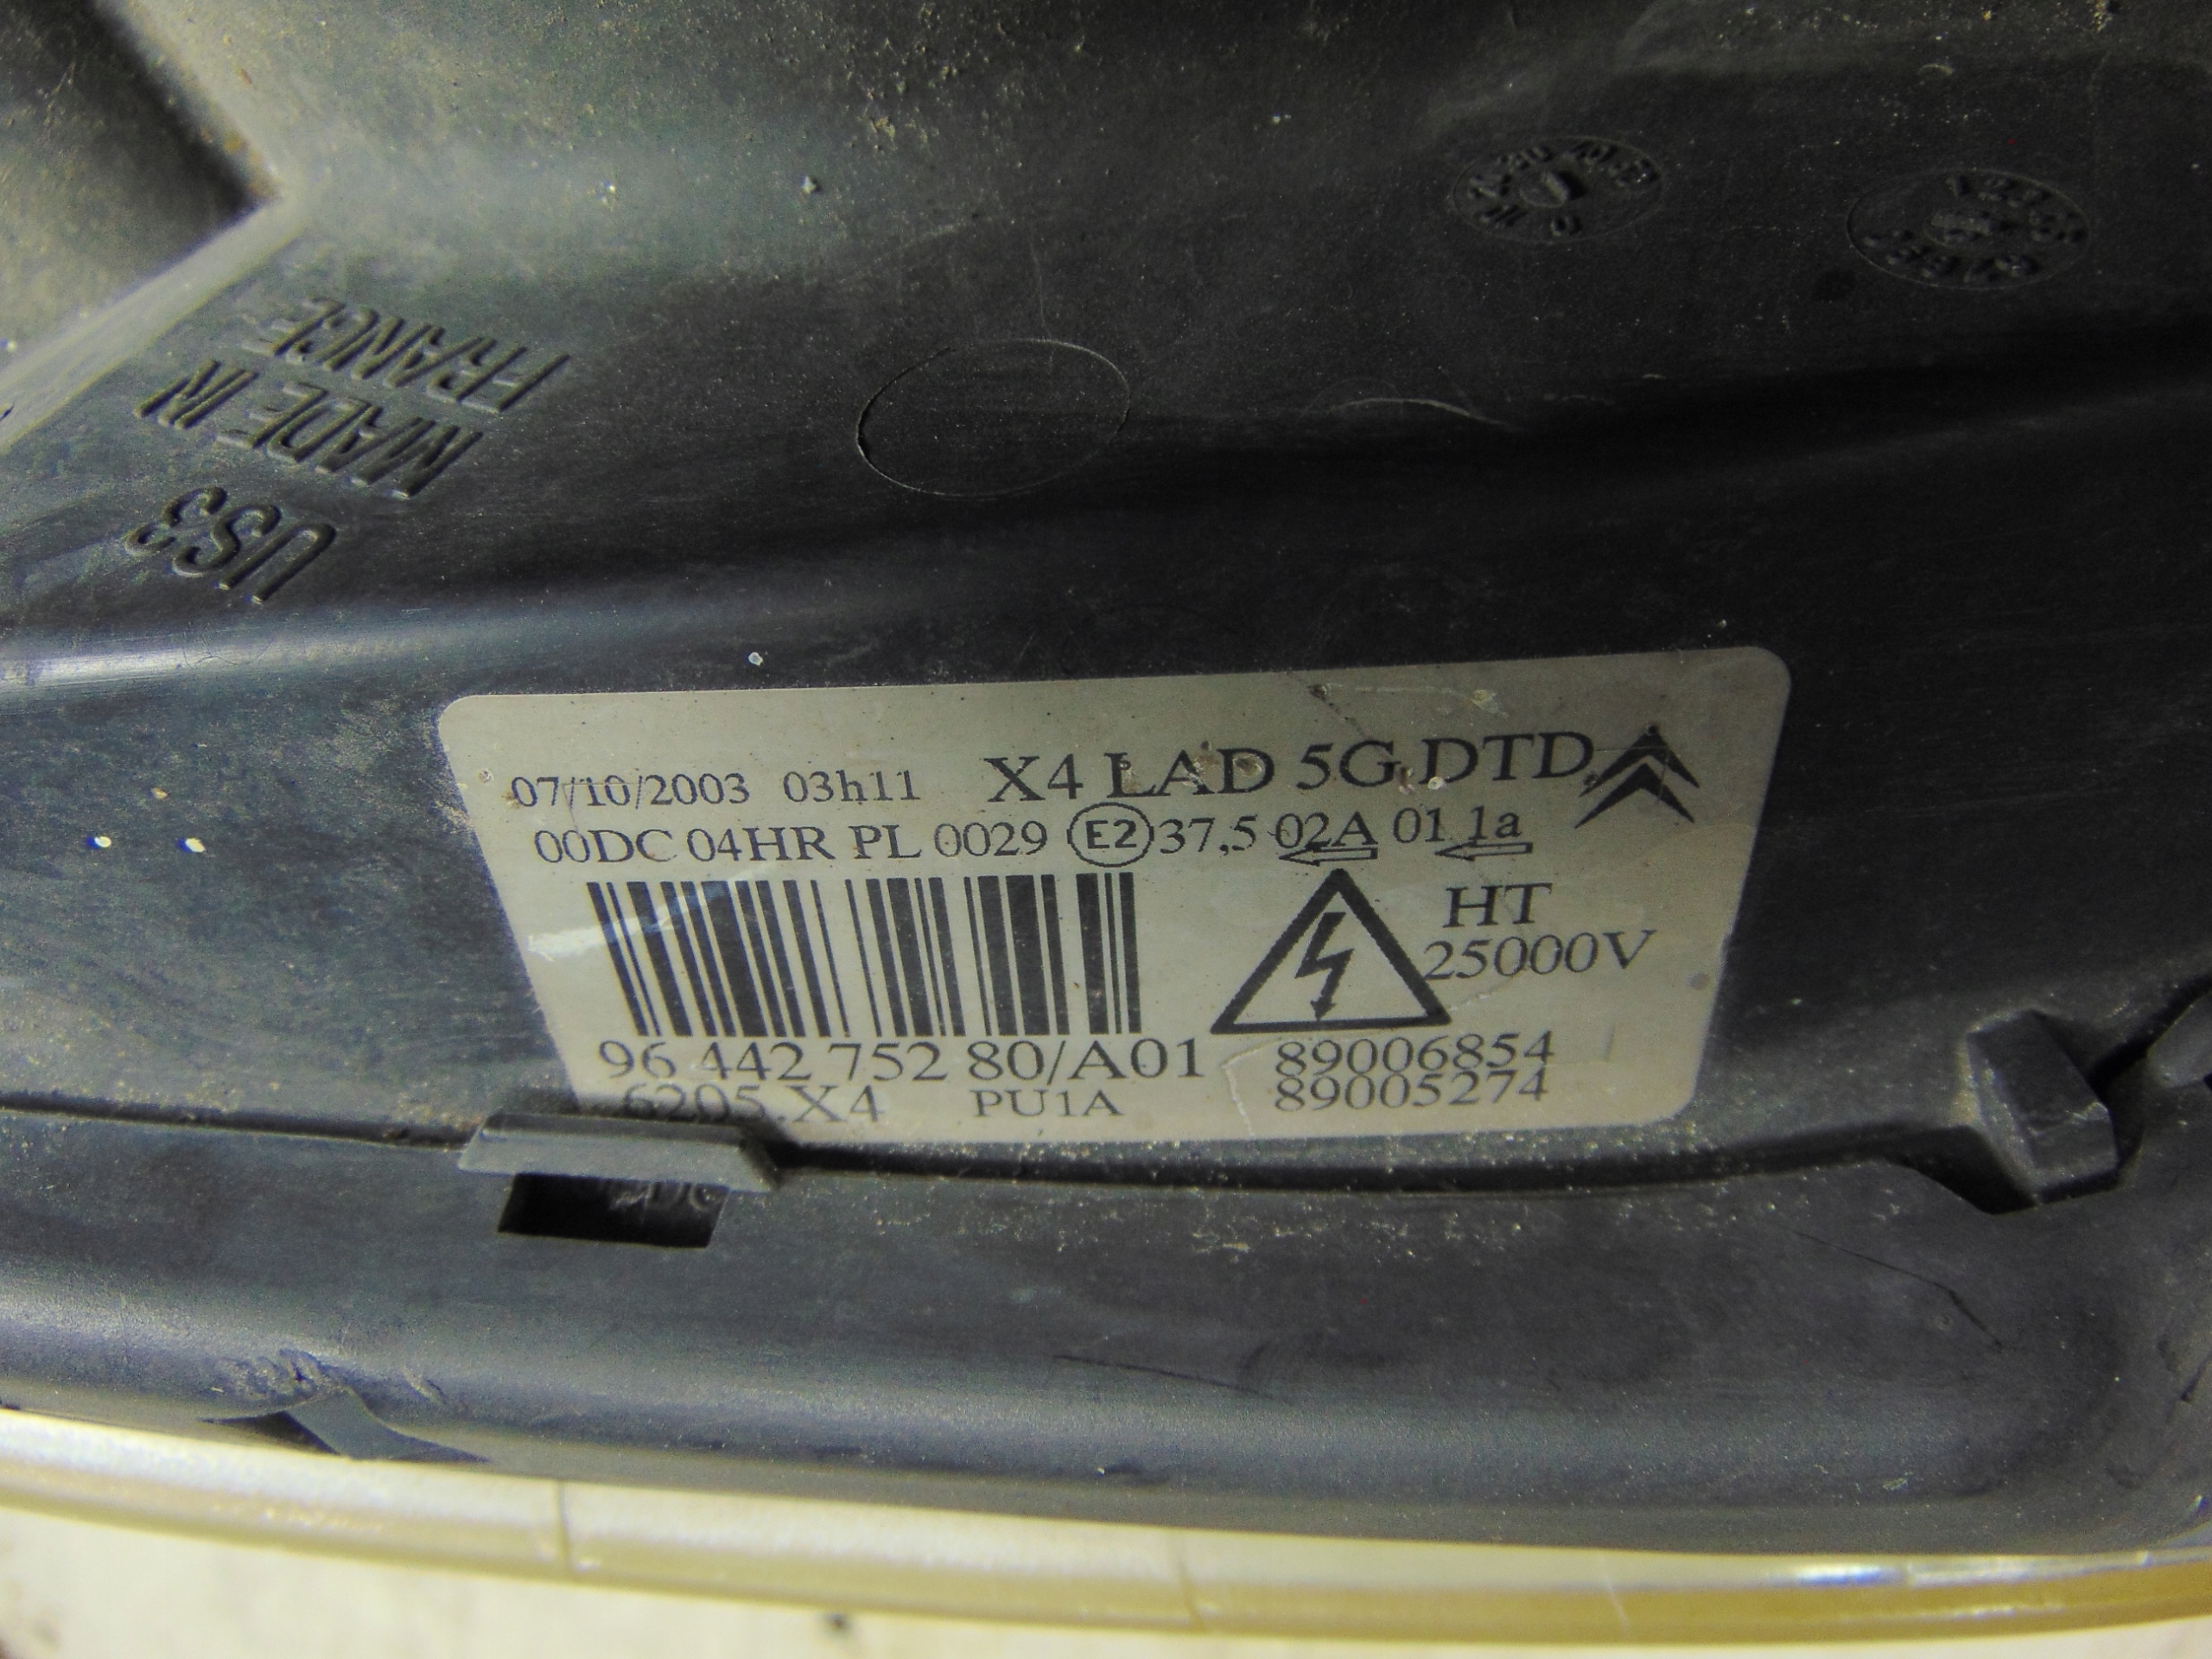 MADE IN
FRANCE
US3
07/10/2003 03h11 X4 LAD 5G DTD
00DC 04HR PL 0029 E2 37,5 02A 01 1a
HT
25000V
96 442 752 80/A01 89006854
6205.X4 PU1A 89005274